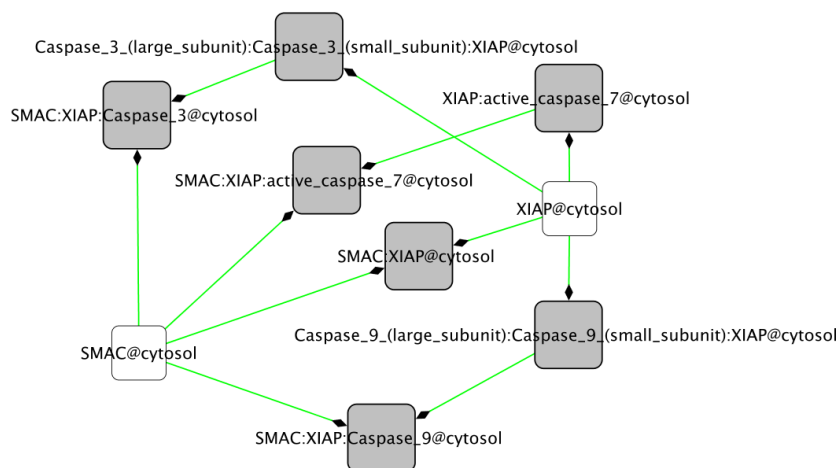 Caspase_3_(large_subunit):Caspase_3_(small_subunit):XIAP@cytosol
XIAP:active_caspase_7@cytosol
SMAC:XIAP:Caspase_3@cytosol
SMAC:XIAP:active_caspase_7@cytosol
XIAP@cytosol
SMAC:XIAP@cytosol
Caspase_9_(large_subunit):Caspase_9_(small_subunit):XIAP@cytosol
SMAC@cytosol
SMAC:XIAP:Caspase_9@cytosol